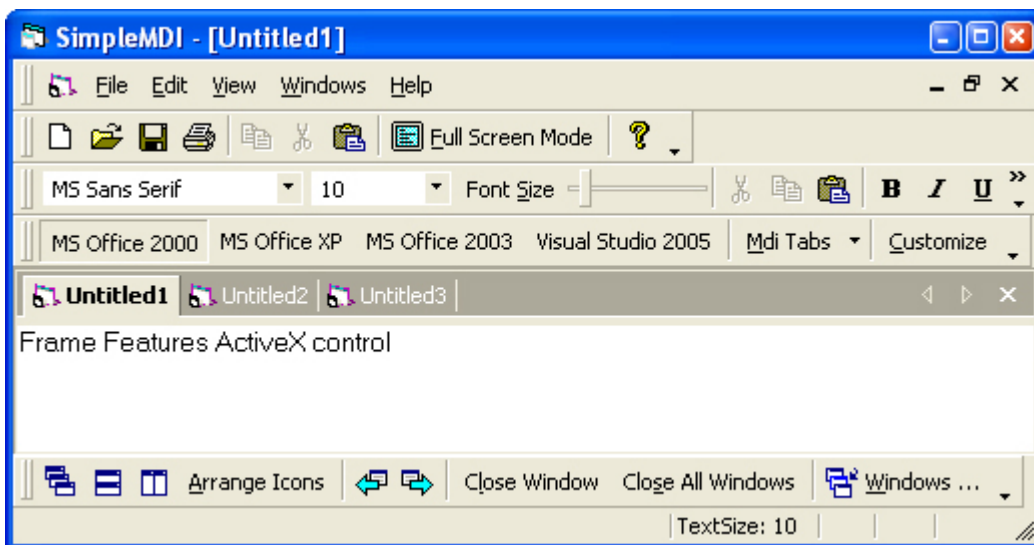 SimpleMDI - [Untitled1]
File Edit View Windows Help
Full Screen Mode
MS Sans Serif 10 Font Size B I U
MS Office 2000 MS Office XP MS Office 2003 Visual Studio 2005 Mdi Tabs Customize
Untitled1 Untitled2 Untitled3
Frame Features ActiveX control
Arrange Icons Close Window Close All Windows Windows ...
TextSize: 10